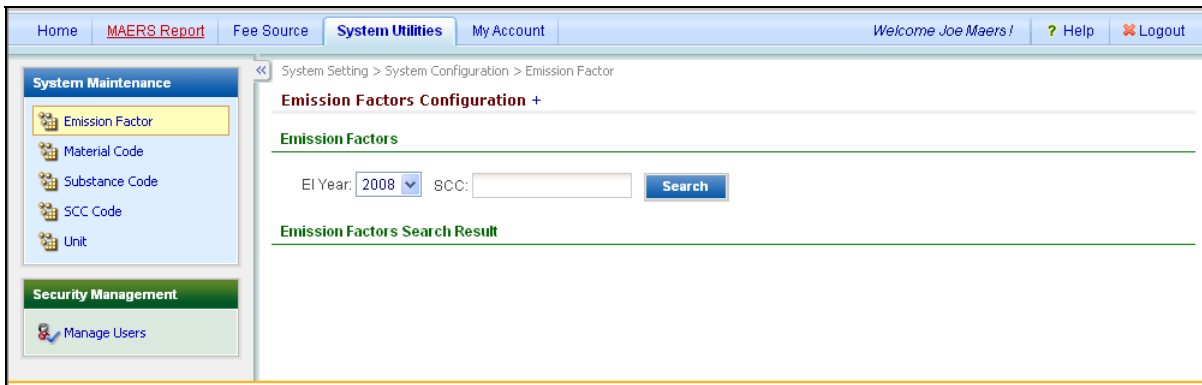 Home MAERS Report Fee Source System Utilities My Account Welcome Joe Maers! ? Help Logout
System Maintenance
Emission Factor
Material Code
Substance Code
SCC Code
Unit
Security Management
Manage Users
« System Setting > System Configuration > Emission Factor
Emission Factors Configuration +
Emission Factors
EI Year: 2008 SCC: Search
Emission Factors Search Result